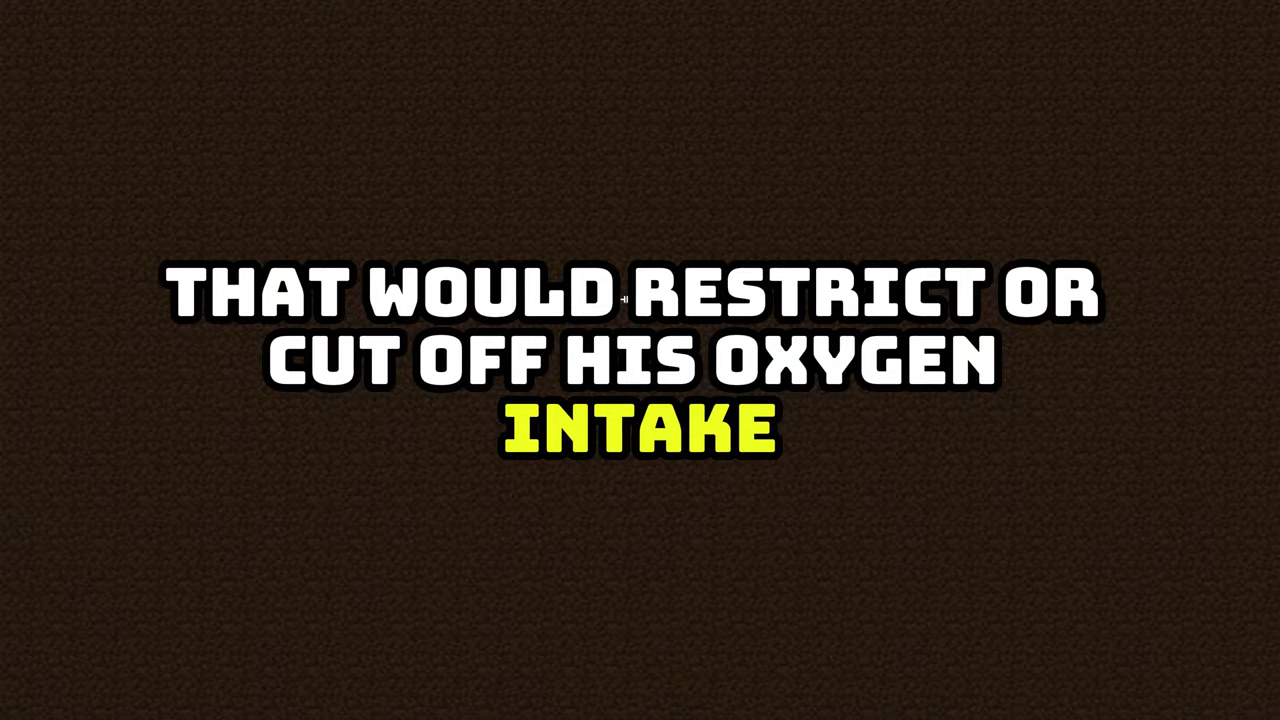 THAT WOULD RESTRICT OR
CUT OFF HIS OXYGEN
INTAKE